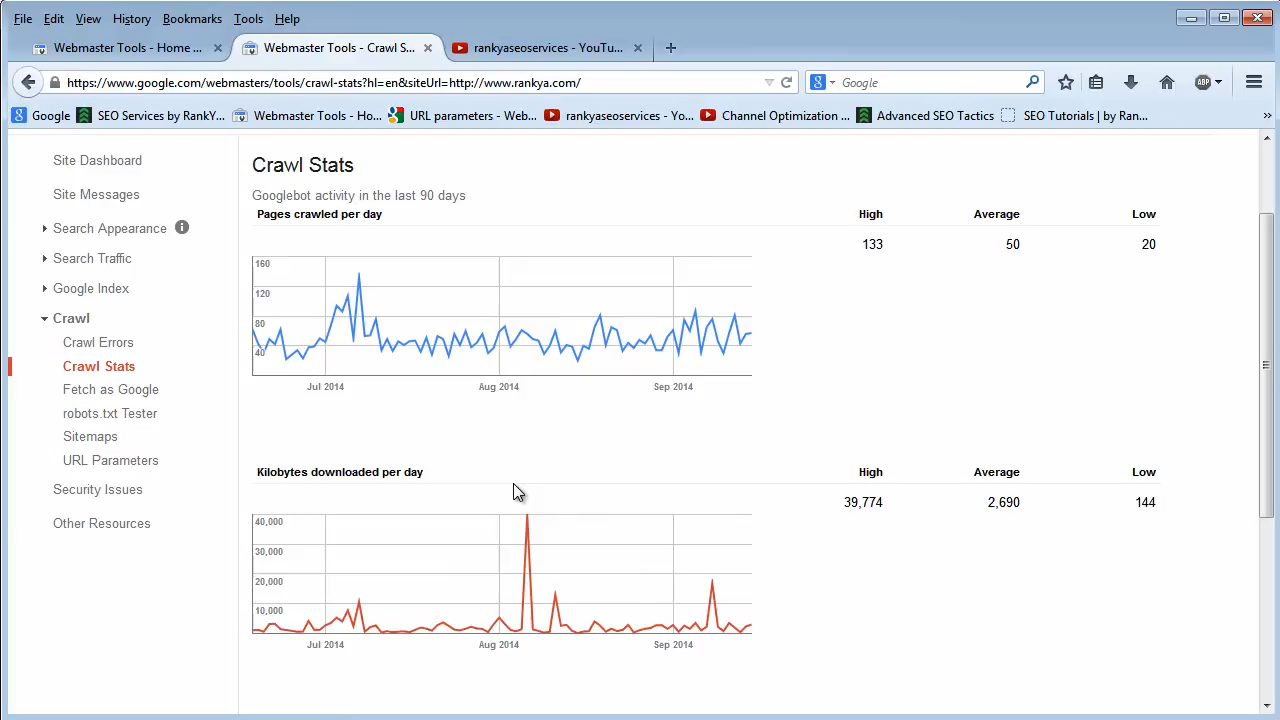 File Edit View History Bookmarks Tools Help
Webmaster Tools - Home ... Webmaster Tools - Crawl S... rankyaseoservices - YouTu...
https://www.google.com/webmasters/tools/crawl-stats?hl=en&siteUrl=http://www.rankya.com/ Google ABP
Google SEO Services by RankY... Webmaster Tools - Ho... URL parameters - Web... rankyaseoservices - Yo... Channel Optimization ... Advanced SEO Tactics SEO Tutorials | by Ran...
Site Dashboard
Site Messages
Search Appearance
Search Traffic
Google Index
Crawl
Crawl Errors
Crawl Stats
Fetch as Google
robots.txt Tester
Sitemaps
URL Parameters
Security Issues
Other Resources
Crawl Stats
Googlebot activity in the last 90 days
Pages crawled per day High Average Low
133 50 20
160
120
80
40
Jul 2014 Aug 2014 Sep 2014
Kilobytes downloaded per day High Average Low
39,774 2,690 144
40,000
30,000
20,000
10,000
Jul 2014 Aug 2014 Sep 2014